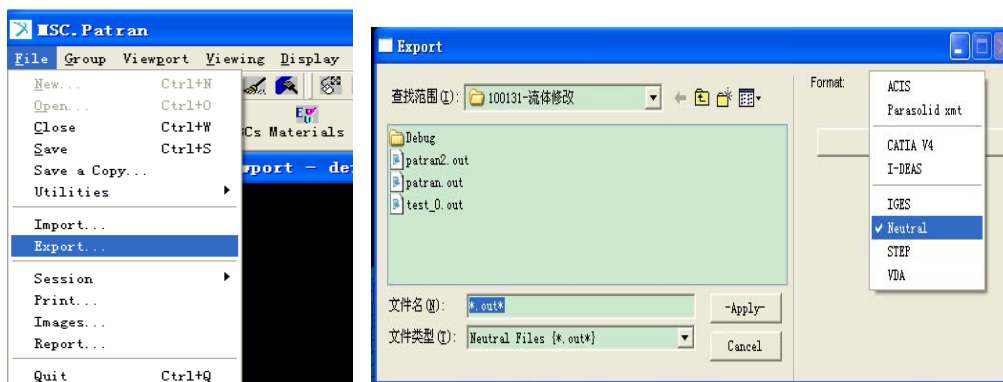 MSC.Patran
File Group Viewport Viewing Display
New... Ctrl+N
Open... Ctrl+O
Close Ctrl+W
Save Ctrl+S
Save a Copy...
Utilities
Import...
Export...
Session
Print...
Images...
Report...
Quit Ctrl+Q
Cs Materials
wport - de
Export
查找范围(I): 100131-流体修改
Debug
patran2.out
patran.out
test_0.out
文件名(N): *.out*
-Apply-
文件类型(T): Neutral Files {*.out*}
Cancel
Format:
ACIS
Parasolid xmt
CATIA V4
I-DEAS
IGES
Neutral
STEP
VDA